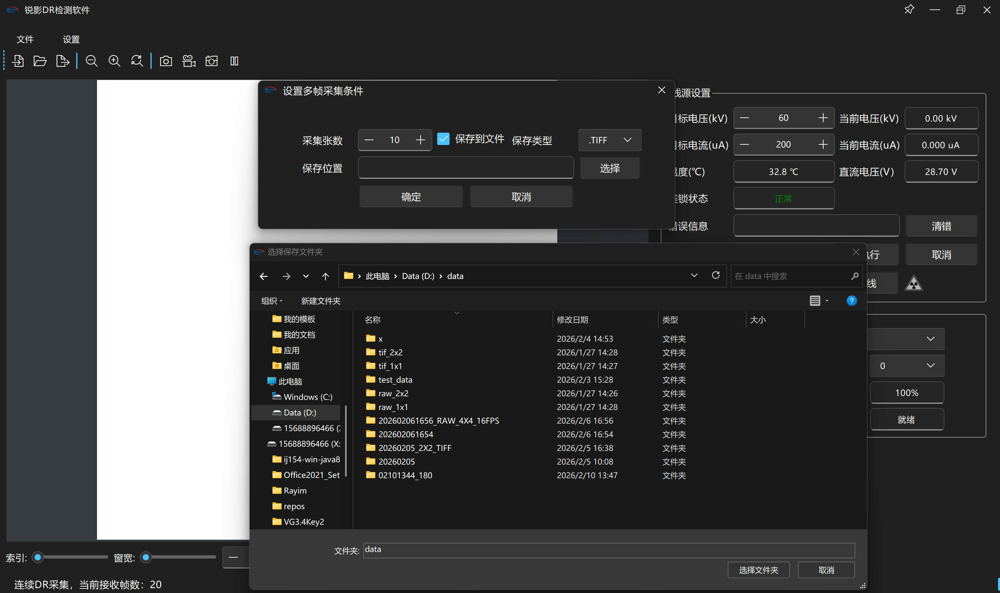 锐影DR检测软件
文件 设置
设置多帧采集条件
采集张数 10 保存到文件 保存类型 .TIFF
保存位置 选择
确定 取消
线源设置
目标电压(kV) 60 当前电压(kV) 0.00 kV
目标电流(uA) 200 当前电流(uA) 0.000 uA
温度(℃) 32.8 ℃ 直流电压(V) 28.70 V
连锁状态 正常
错误信息 清错
执行 取消
线
0
100%
就绪
选择保存文件夹
此电脑 Data (D:) data 在 data 中搜索
组织 新建文件夹
我的模板
我的文档
应用
桌面
此电脑
Windows (C:)
Data (D:)
15688896466 (X
15688896466 (X:
ij154-win-java8
Office2021_Set
Rayim
repos
VG3.4Key2
名称 修改日期 类型 大小
x 2026/2/4 14:53 文件夹
tif_2x2 2026/1/27 14:28 文件夹
tif_1x1 2026/1/27 14:27 文件夹
test_data 2026/2/3 15:28 文件夹
raw_2x2 2026/1/27 14:26 文件夹
raw_1x1 2026/1/27 14:28 文件夹
202602061656_RAW_4X4_16FPS 2026/2/6 16:56 文件夹
202602061654 2026/2/6 16:54 文件夹
20260205_2X2_TIFF 2026/2/5 16:38 文件夹
20260205 2026/2/5 10:08 文件夹
02101344_180 2026/2/10 13:47 文件夹
文件夹: data
选择文件夹 取消
索引: 窗宽:
连续DR采集，当前接收帧数：20